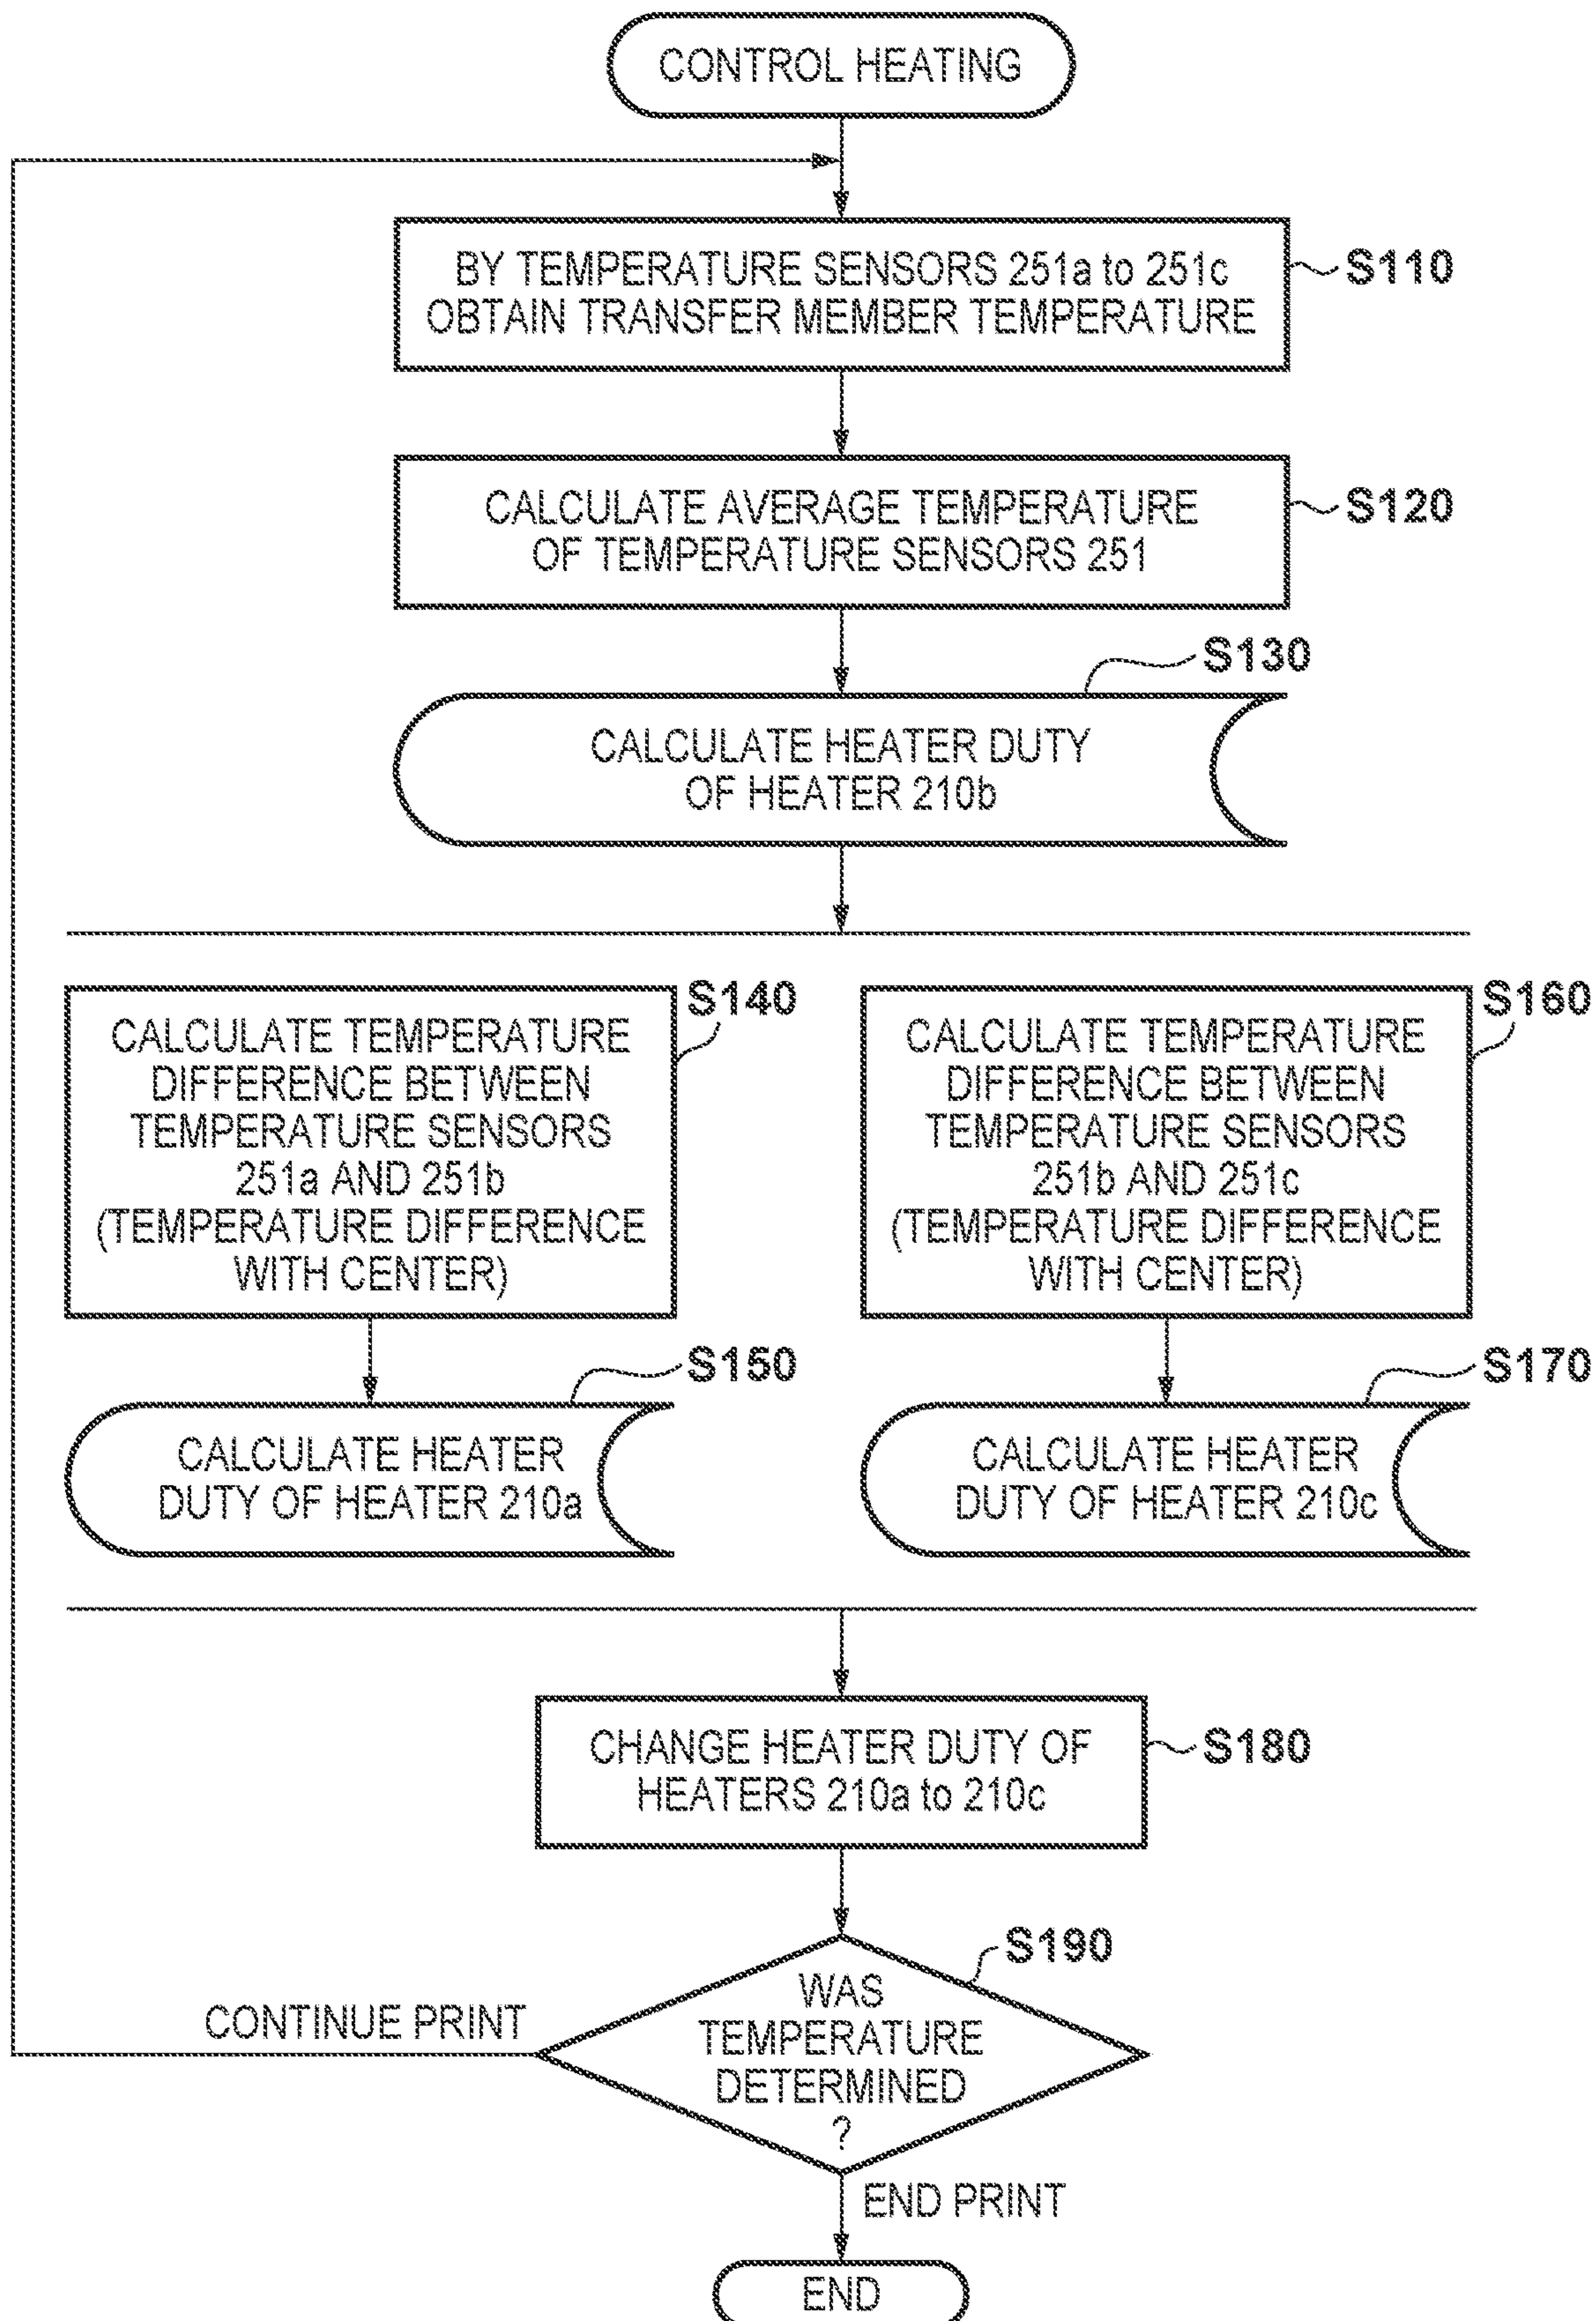 CONTROL HEATING
BY TEMPERATURE SENSORS 251a to 251c
OBTAIN TRANSFER MEMBER TEMPERATURE
S110
CALCULATE AVERAGE TEMPERATURE
OF TEMPERATURE SENSORS 251
S120
S130
CALCULATE HEATER DUTY
OF HEATER 210b
S140
CALCULATE TEMPERATURE
DIFFERENCE BETWEEN
TEMPERATURE SENSORS
251a AND 251b
(TEMPERATURE DIFFERENCE
WITH CENTER)
S150
CALCULATE HEATER
DUTY OF HEATER 210a
S160
CALCULATE TEMPERATURE
DIFFERENCE BETWEEN
TEMPERATURE SENSORS
251b AND 251c
(TEMPERATURE DIFFERENCE
WITH CENTER)
S170
CALCULATE HEATER
DUTY OF HEATER 210c
CHANGE HEATER DUTY OF
HEATERS 210a to 210c
S180
S190
WAS
TEMPERATURE
DETERMINED
?
CONTINUE PRINT
END PRINT
END